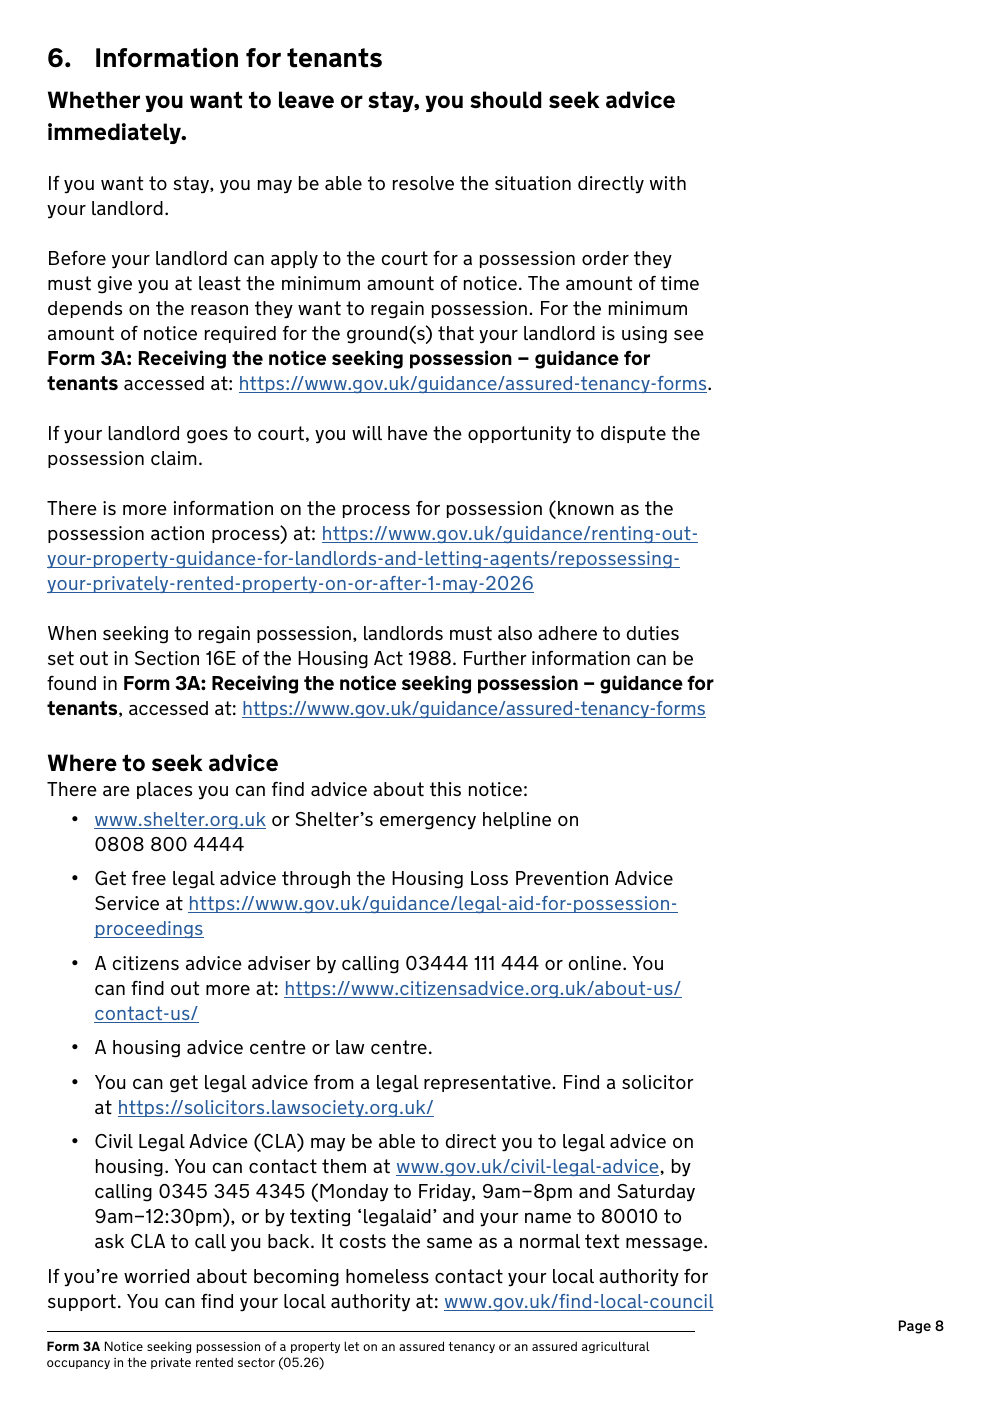 6. Information for tenants
Whether you want to leave or stay, you should seek advice
immediately.
If you want to stay, you may be able to resolve the situation directly with
your landlord.
Before your landlord can apply to the court for a possession order they
must give you at least the minimum amount of notice. The amount of time
depends on the reason they want to regain possession. For the minimum
amount of notice required for the ground(s) that your landlord is using see
Form 3A: Receiving the notice seeking possession – guidance for
tenants accessed at: https://www.gov.uk/guidance/assured-tenancy-forms.
If your landlord goes to court, you will have the opportunity to dispute the
possession claim.
There is more information on the process for possession (known as the
possession action process) at: https://www.gov.uk/guidance/renting-out-
your-property-guidance-for-landlords-and-letting-agents/repossessing-
your-privately-rented-property-on-or-after-1-may-2026
When seeking to regain possession, landlords must also adhere to duties
set out in Section 16E of the Housing Act 1988. Further information can be
found in Form 3A: Receiving the notice seeking possession – guidance for
tenants, accessed at: https://www.gov.uk/guidance/assured-tenancy-forms
Where to seek advice
There are places you can find advice about this notice:
• www.shelter.org.uk or Shelter’s emergency helpline on
0808 800 4444
• Get free legal advice through the Housing Loss Prevention Advice
Service at https://www.gov.uk/guidance/legal-aid-for-possession-
proceedings
• A citizens advice adviser by calling 03444 111 444 or online. You
can find out more at: https://www.citizensadvice.org.uk/about-us/
contact-us/
• A housing advice centre or law centre.
• You can get legal advice from a legal representative. Find a solicitor
at https://solicitors.lawsociety.org.uk/
• Civil Legal Advice (CLA) may be able to direct you to legal advice on
housing. You can contact them at www.gov.uk/civil-legal-advice, by
calling 0345 345 4345 (Monday to Friday, 9am–8pm and Saturday
9am–12:30pm), or by texting ‘legalaid’ and your name to 80010 to
ask CLA to call you back. It costs the same as a normal text message.
If you’re worried about becoming homeless contact your local authority for
support. You can find your local authority at: www.gov.uk/find-local-council
Page 8
Form 3A Notice seeking possession of a property let on an assured tenancy or an assured agricultural
occupancy in the private rented sector (05.26)